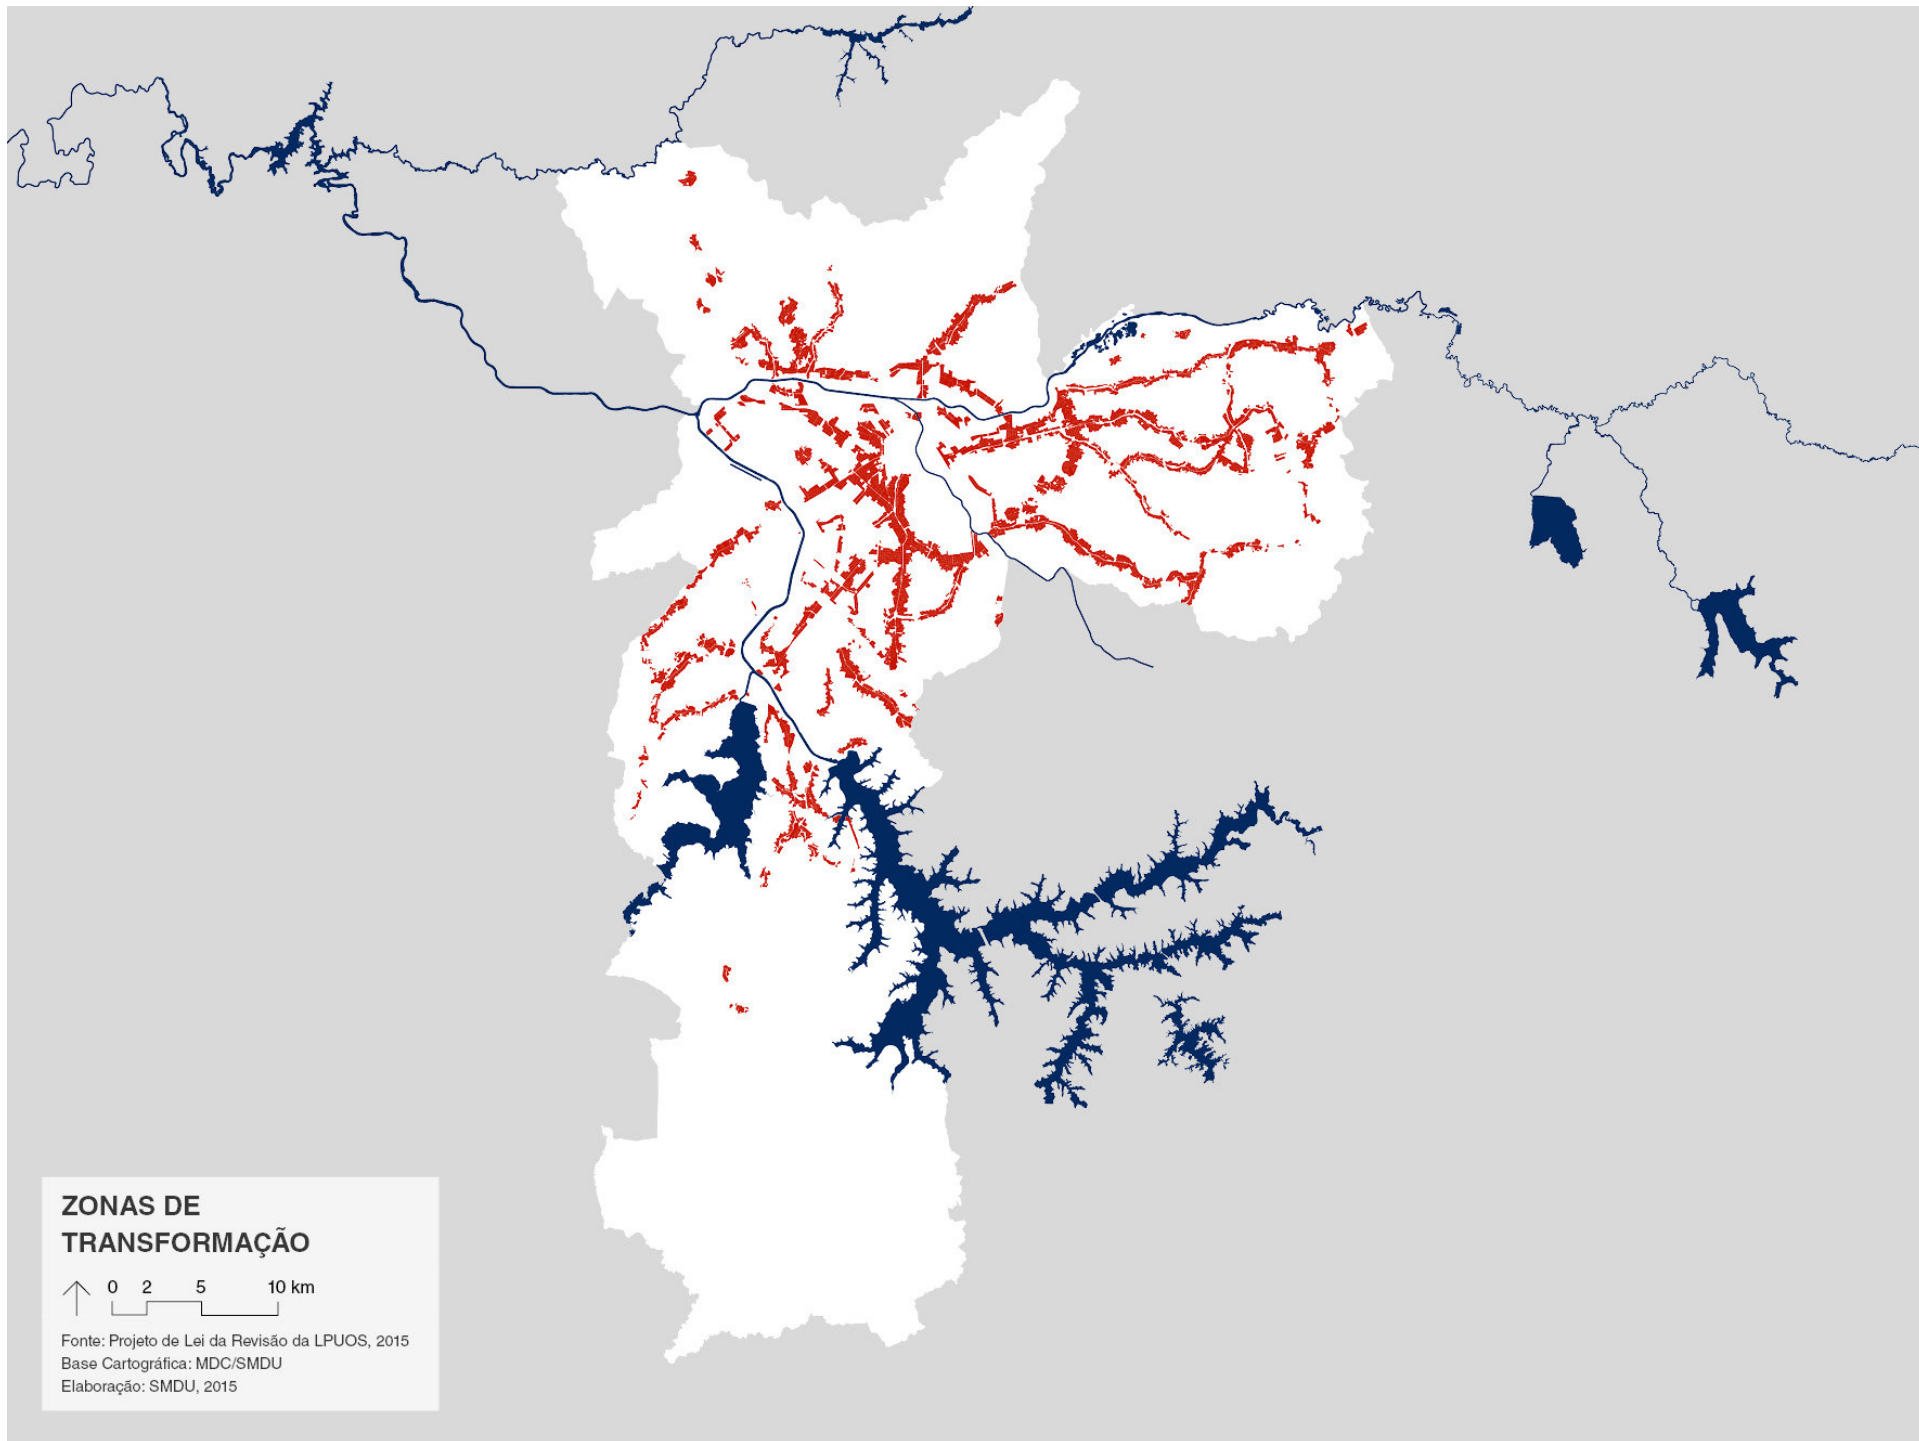 ZONAS DE
TRANSFORMAÇÃO
0 2 5 10 km
Fonte: Projeto de Lei da Revisão da LPUOS, 2015
Base Cartográfica: MDC/SMDU
Elaboração: SMDU, 2015